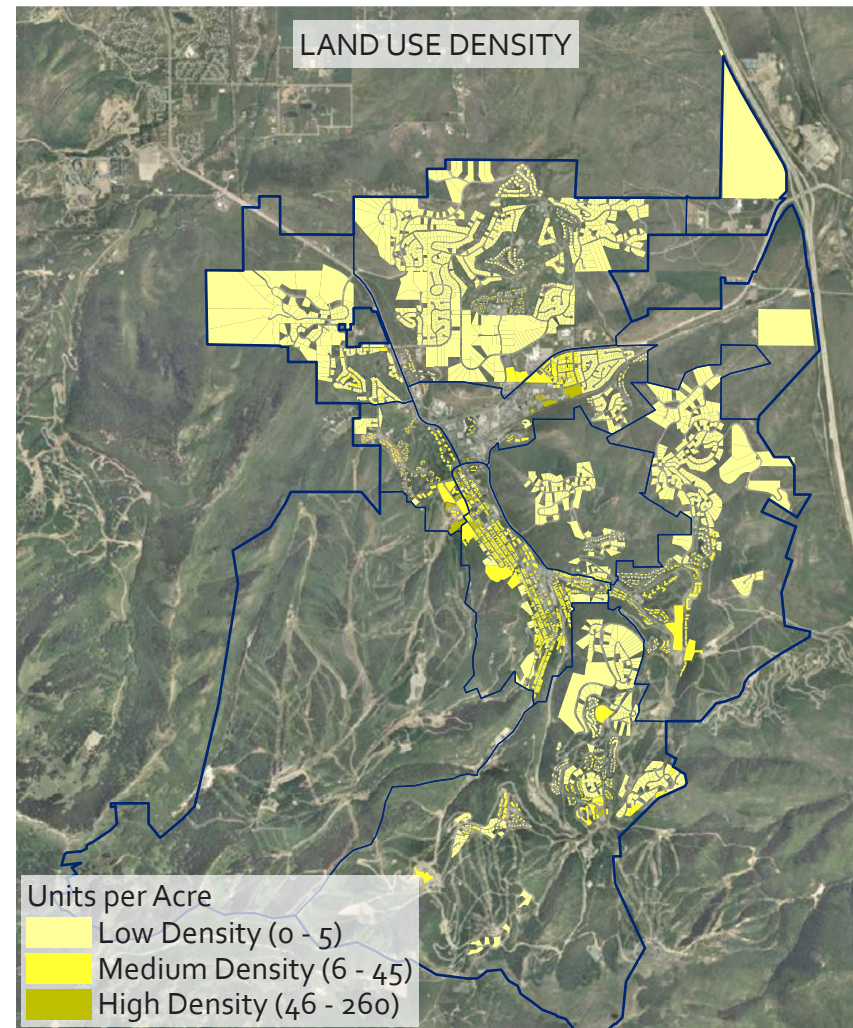 LAND USE DENSITY
Units per Acre
Low Density (0 - 5)
Medium Density (6 - 45)
High Density (46 - 260)